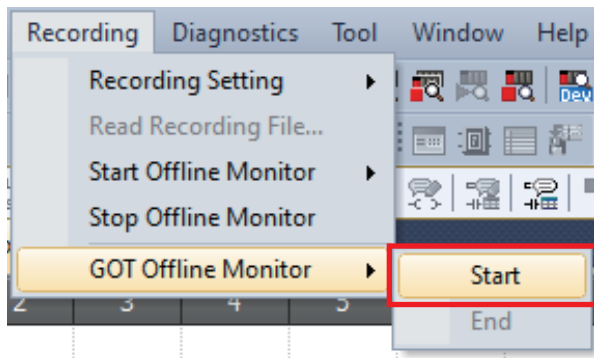 Recording Diagnostics Tool Window Help
Recording Setting
Dev
Read Recording File...
Start Offline Monitor
Stop Offline Monitor
GOT Offline Monitor
Start
2 3 4 5
End